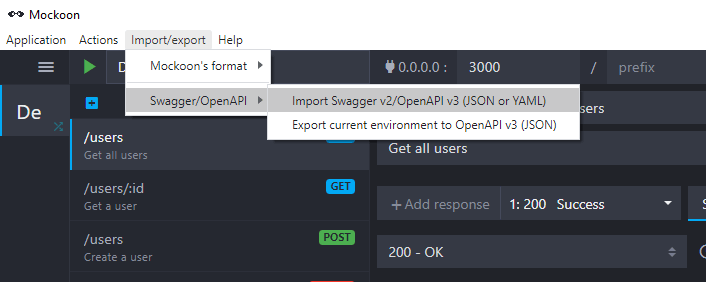 Mockoon
Application Actions Import/export Help
Mockoon's format
Swagger/OpenAPI
Import Swagger v2/OpenAPI v3 (JSON or YAML)
Export current environment to OpenAPI v3 (JSON)
De
D
0.0.0.0 : 3000 / prefix
/users
Get all users
/users/:id GET
Get a user
/users POST
Create a user
ers
Get all users
+ Add response 1: 200 Success S
200 - OK